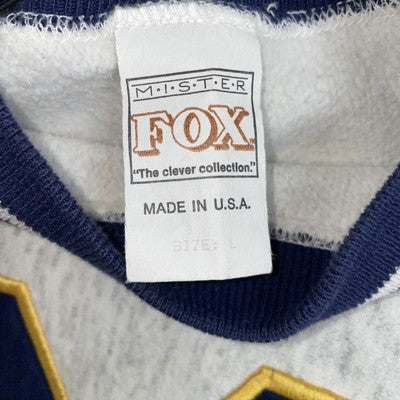 M·I·S·T·E·R
FOX
"The clever collection."
MADE IN U.S.A.
SIZE: L